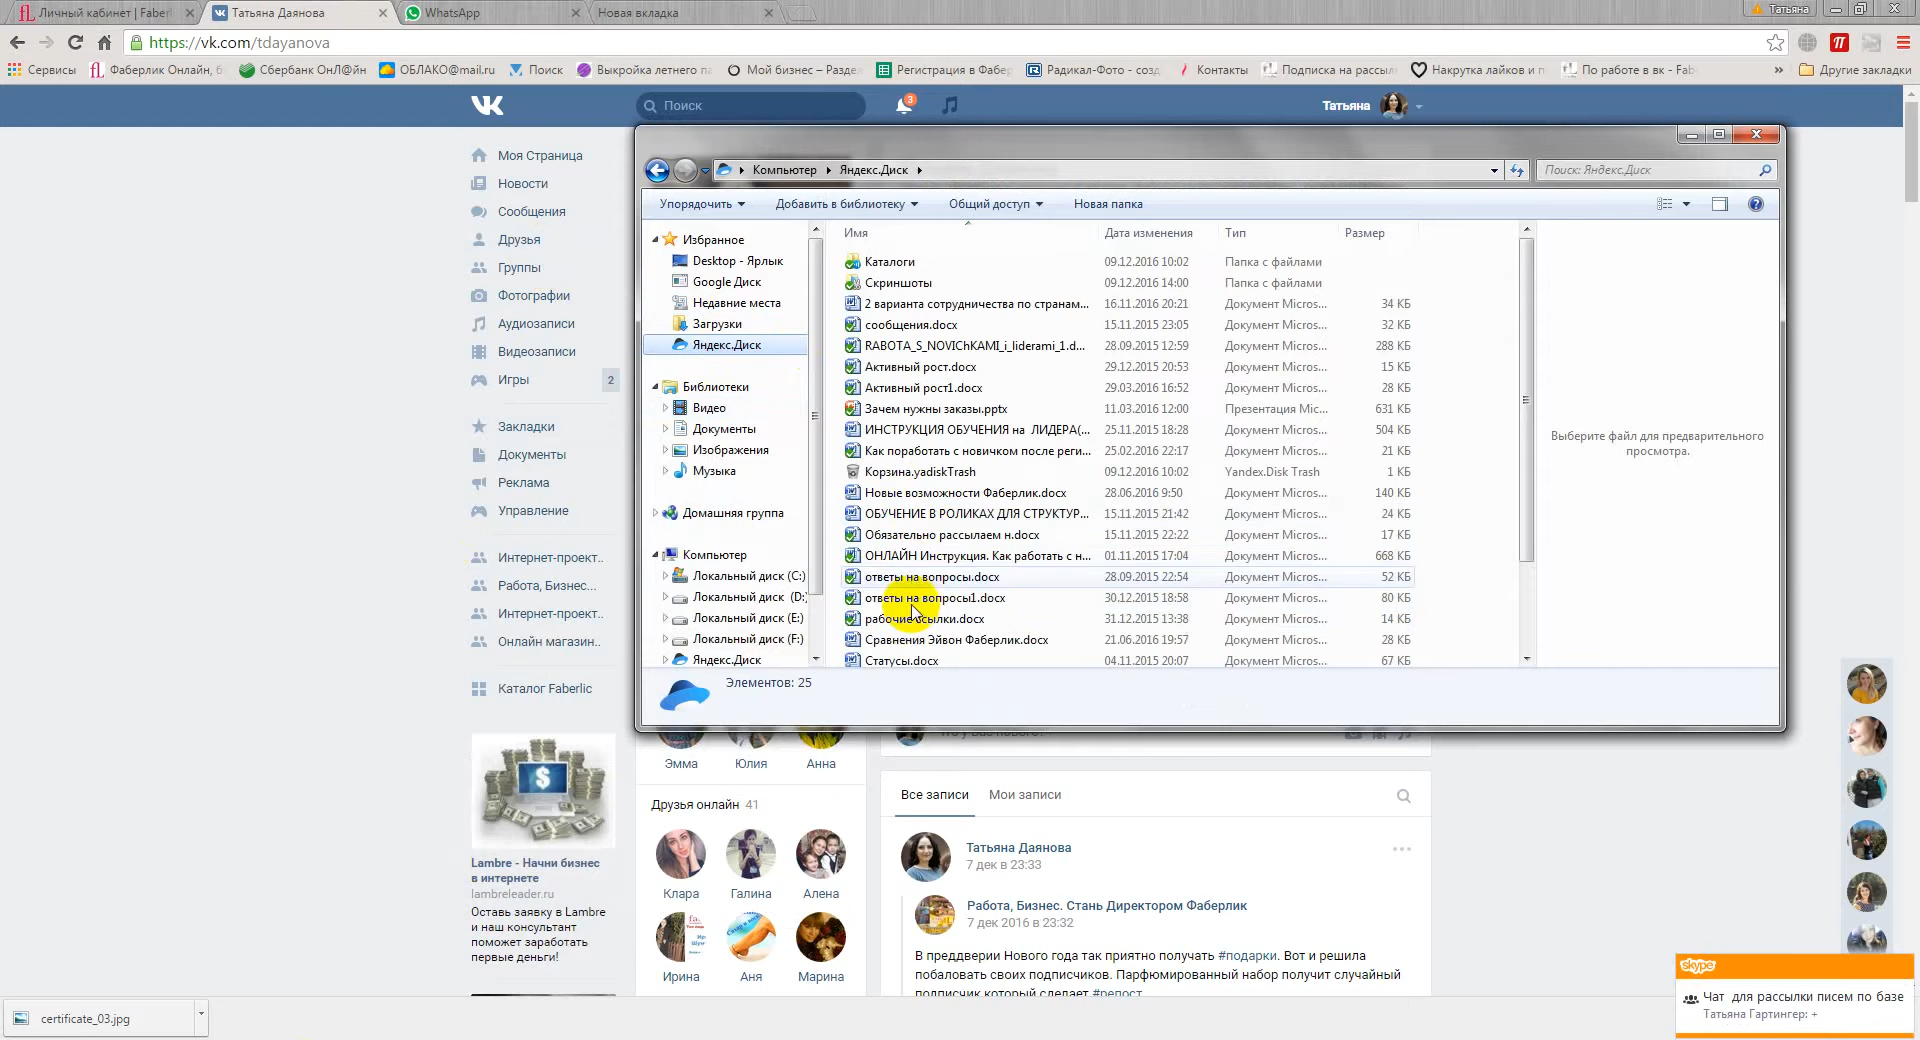 Личный кабинет | Faberl
Татьяна Даянова
WhatsApp
Новая вкладка
Татьяна
https://vk.com/tdayanova
Сервисы
Фаберлик Онлайн, б
Сбербанк ОнЛ@йн
ОБЛАКО@mail.ru
Поиск
Выкройка летнего па
Мой бизнес – Раздел
Регистрация в Фабер
Радикал-Фото - созд
Контакты
Подписка на рассыл
Накрутка лайков и п
По работе в вк - Fab
»
Другие закладки
Поиск
3
Татьяна
Моя Страница
Новости
Сообщения
Друзья
Группы
Фотографии
Аудиозаписи
Видеозаписи
Игры
2
Закладки
Документы
Реклама
Управление
Интернет-проект..
Работа, Бизнес...
Интернет-проект..
Онлайн магазин..
Каталог Faberlic
Lambre - Начни бизнес
в интернете
lambreleader.ru
Оставь заявку в Lambre
и наш консультант
поможет заработать
первые деньги!
Компьютер
Яндекс.Диск
Поиск: Яндекс.Диск
Упорядочить
Добавить в библиотеку
Общий доступ
Новая папка
Избранное
Desktop - Ярлык
Google Диск
Недавние места
Загрузки
Яндекс.Диск
Библиотеки
Видео
Документы
Изображения
Музыка
Домашняя группа
Компьютер
Локальный диск (C:)
Локальный диск (D:)
Локальный диск (E:)
Локальный диск (F:)
Яндекс.Диск
Имя Дата изменения Тип Размер
Каталоги 09.12.2016 10:02 Папка с файлами
Скриншоты 09.12.2016 14:00 Папка с файлами
2 варианта сотрудничества по странам... 16.11.2016 20:21 Документ Micros... 34 КБ
сообщения.docx 15.11.2015 23:05 Документ Micros... 32 КБ
RABOTA_S_NOVIChKAMI_i_liderami_1.d... 28.09.2015 12:59 Документ Micros... 288 КБ
Активный рост.docx 29.12.2015 20:53 Документ Micros... 15 КБ
Активный рост1.docx 29.03.2016 16:52 Документ Micros... 28 КБ
Зачем нужны заказы.pptx 11.03.2016 12:00 Презентация Mic... 631 КБ
ИНСТРУКЦИЯ ОБУЧЕНИЯ на ЛИДЕРА(... 25.11.2015 18:28 Документ Micros... 504 КБ
Как поработать с новичком после реги... 25.02.2016 22:17 Документ Micros... 21 КБ
Корзина.yadiskTrash 09.12.2016 10:02 Yandex.Disk Trash 1 КБ
Новые возможности Фаберлик.docx 28.06.2016 9:50 Документ Micros... 140 КБ
ОБУЧЕНИЕ В РОЛИКАХ ДЛЯ СТРУКТУР... 15.11.2015 21:42 Документ Micros... 24 КБ
Обязательно рассылаем н.docx 15.11.2015 22:22 Документ Micros... 17 КБ
ОНЛАЙН Инструкция. Как работать с н... 01.11.2015 17:04 Документ Micros... 668 КБ
ответы на вопросы.docx 28.09.2015 22:54 Документ Micros... 52 КБ
ответы на вопросы1.docx 30.12.2015 18:58 Документ Micros... 80 КБ
рабочие ссылки.docx 31.12.2015 13:38 Документ Micros... 14 КБ
Сравнения Эйвон Фаберлик.docx 21.06.2016 19:57 Документ Micros... 28 КБ
Статусы.docx 04.11.2015 20:07 Документ Micros... 67 КБ
Выберите файл для предварительного
просмотра.
Элементов: 25
Эмма Юлия Анна
Друзья онлайн 41
Клара Галина Алена
Ирина Аня Марина
Все записи Мои записи
Татьяна Даянова
7 дек в 23:33
Работа, Бизнес. Стань Директором Фаберлик
7 дек 2016 в 23:32
В преддверии Нового года так приятно получать #подарки. Вот и решила
побаловать своих подписчиков. Парфюмированный набор получит случайный
подписчик который сделает #репост
skype
Чат для рассылки писем по базе
Татьяна Гартингер: +
certificate_03.jpg